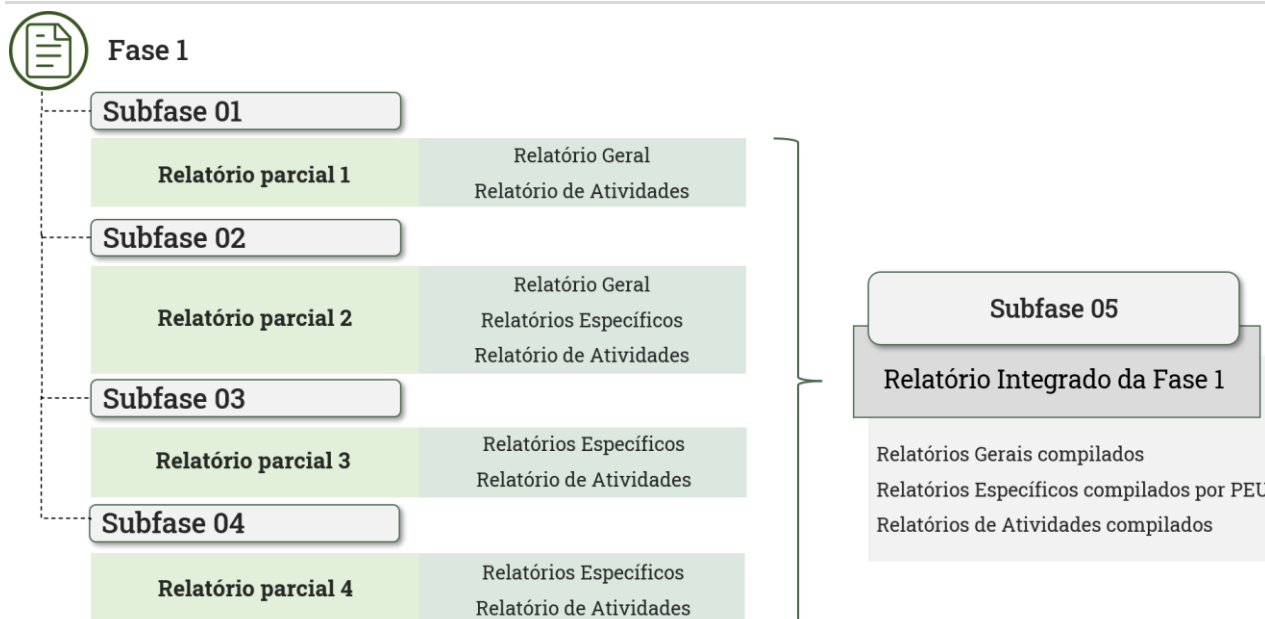 Fase 1
Subfase 01
Relatório parcial 1
Relatório Geral
Relatório de Atividades
Subfase 02
Relatório parcial 2
Relatório Geral
Relatórios Específicos
Relatório de Atividades
Subfase 03
Relatório parcial 3
Relatórios Específicos
Relatório de Atividades
Subfase 04
Relatório parcial 4
Relatórios Específicos
Relatório de Atividades
Subfase 05
Relatório Integrado da Fase 1
Relatórios Gerais compilados
Relatórios Específicos compilados por PEU
Relatórios de Atividades compilados